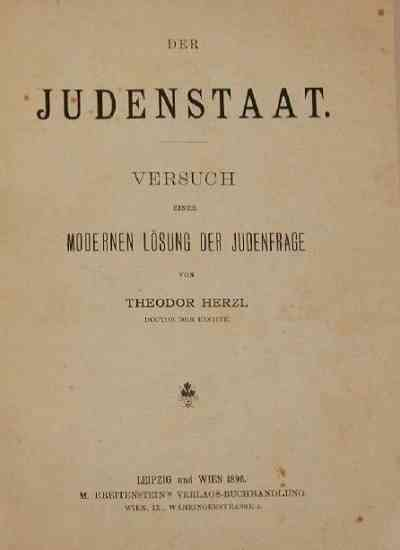 DER
JUDENSTAAT.
VERSUCH
EINER
MODERNEN LÖSUNG DER JUDENFRAGE
VON
THEODOR HERZL
DOCTOR DER RECHTE.
LEIPZIG und WIEN 1896.
M. BREITENSTEIN'S VERLAGS-BUCHHANDLUNG
WIEN, IX., WÄHRINGERSTRASSE 5.